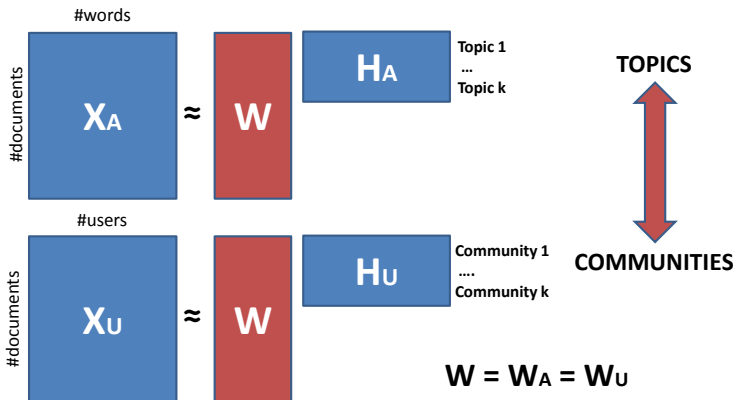 #words
#documents
XA
≈
W
HA
Topic 1
...
Topic k
TOPICS
#users
#documents
XU
≈
W
HU
Community 1
....
Community k
COMMUNITIES
W = WA = WU